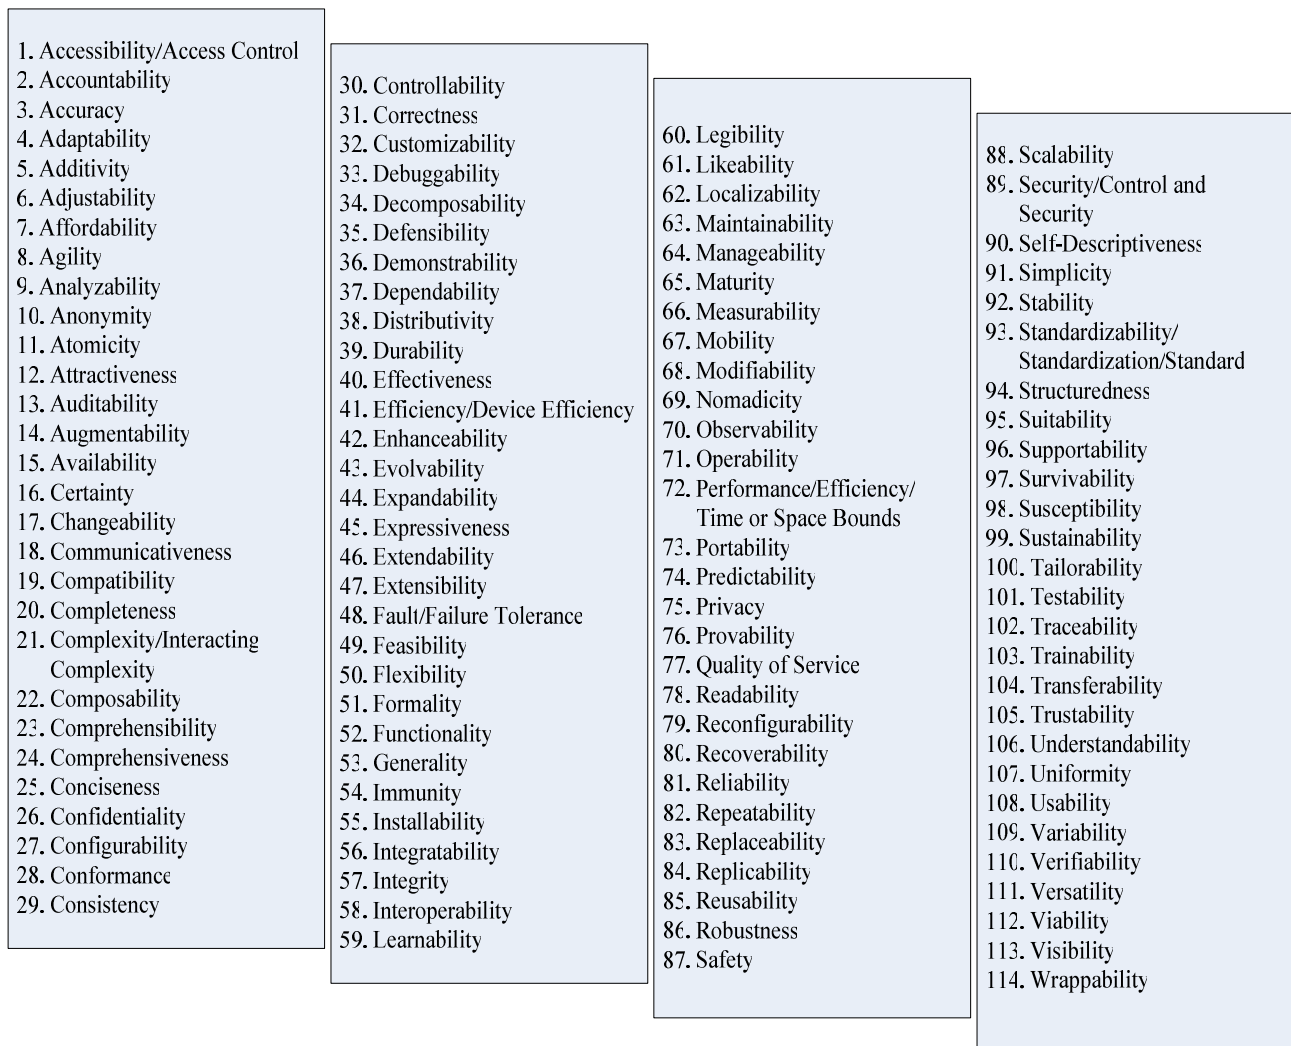 1. Accessibility/Access Control
2. Accountability
3. Accuracy
4. Adaptability
5. Additivity
6. Adjustability
7. Affordability
8. Agility
9. Analyzability
10. Anonymity
11. Atomicity
12. Attractiveness
13. Auditability
14. Augmentability
15. Availability
16. Certainty
17. Changeability
18. Communicativeness
19. Compatibility
20. Completeness
21. Complexity/Interacting
Complexity
22. Composability
23. Comprehensibility
24. Comprehensiveness
25. Conciseness
26. Confidentiality
27. Configurability
28. Conformance
29. Consistency
30. Controllability
31. Correctness
32. Customizability
33. Debuggability
34. Decomposability
35. Defensibility
36. Demonstrability
37. Dependability
38. Distributivity
39. Durability
40. Effectiveness
41. Efficiency/Device Efficiency
42. Enhanceability
43. Evolvability
44. Expandability
45. Expressiveness
46. Extendability
47. Extensibility
48. Fault/Failure Tolerance
49. Feasibility
50. Flexibility
51. Formality
52. Functionality
53. Generality
54. Immunity
55. Installability
56. Integratability
57. Integrity
58. Interoperability
59. Learnability
60. Legibility
61. Likeability
62. Localizability
63. Maintainability
64. Manageability
65. Maturity
66. Measurability
67. Mobility
68. Modifiability
69. Nomadicity
70. Observability
71. Operability
72. Performance/Efficiency/
Time or Space Bounds
73. Portability
74. Predictability
75. Privacy
76. Provability
77. Quality of Service
78. Readability
79. Reconfigurability
80. Recoverability
81. Reliability
82. Repeatability
83. Replaceability
84. Replicability
85. Reusability
86. Robustness
87. Safety
88. Scalability
89. Security/Control and
Security
90. Self-Descriptiveness
91. Simplicity
92. Stability
93. Standardizability/
Standardization/Standard
94. Structuredness
95. Suitability
96. Supportability
97. Survivability
98. Susceptibility
99. Sustainability
100. Tailorability
101. Testability
102. Traceability
103. Trainability
104. Transferability
105. Trustability
106. Understandability
107. Uniformity
108. Usability
109. Variability
110. Verifiability
111. Versatility
112. Viability
113. Visibility
114. Wrappability